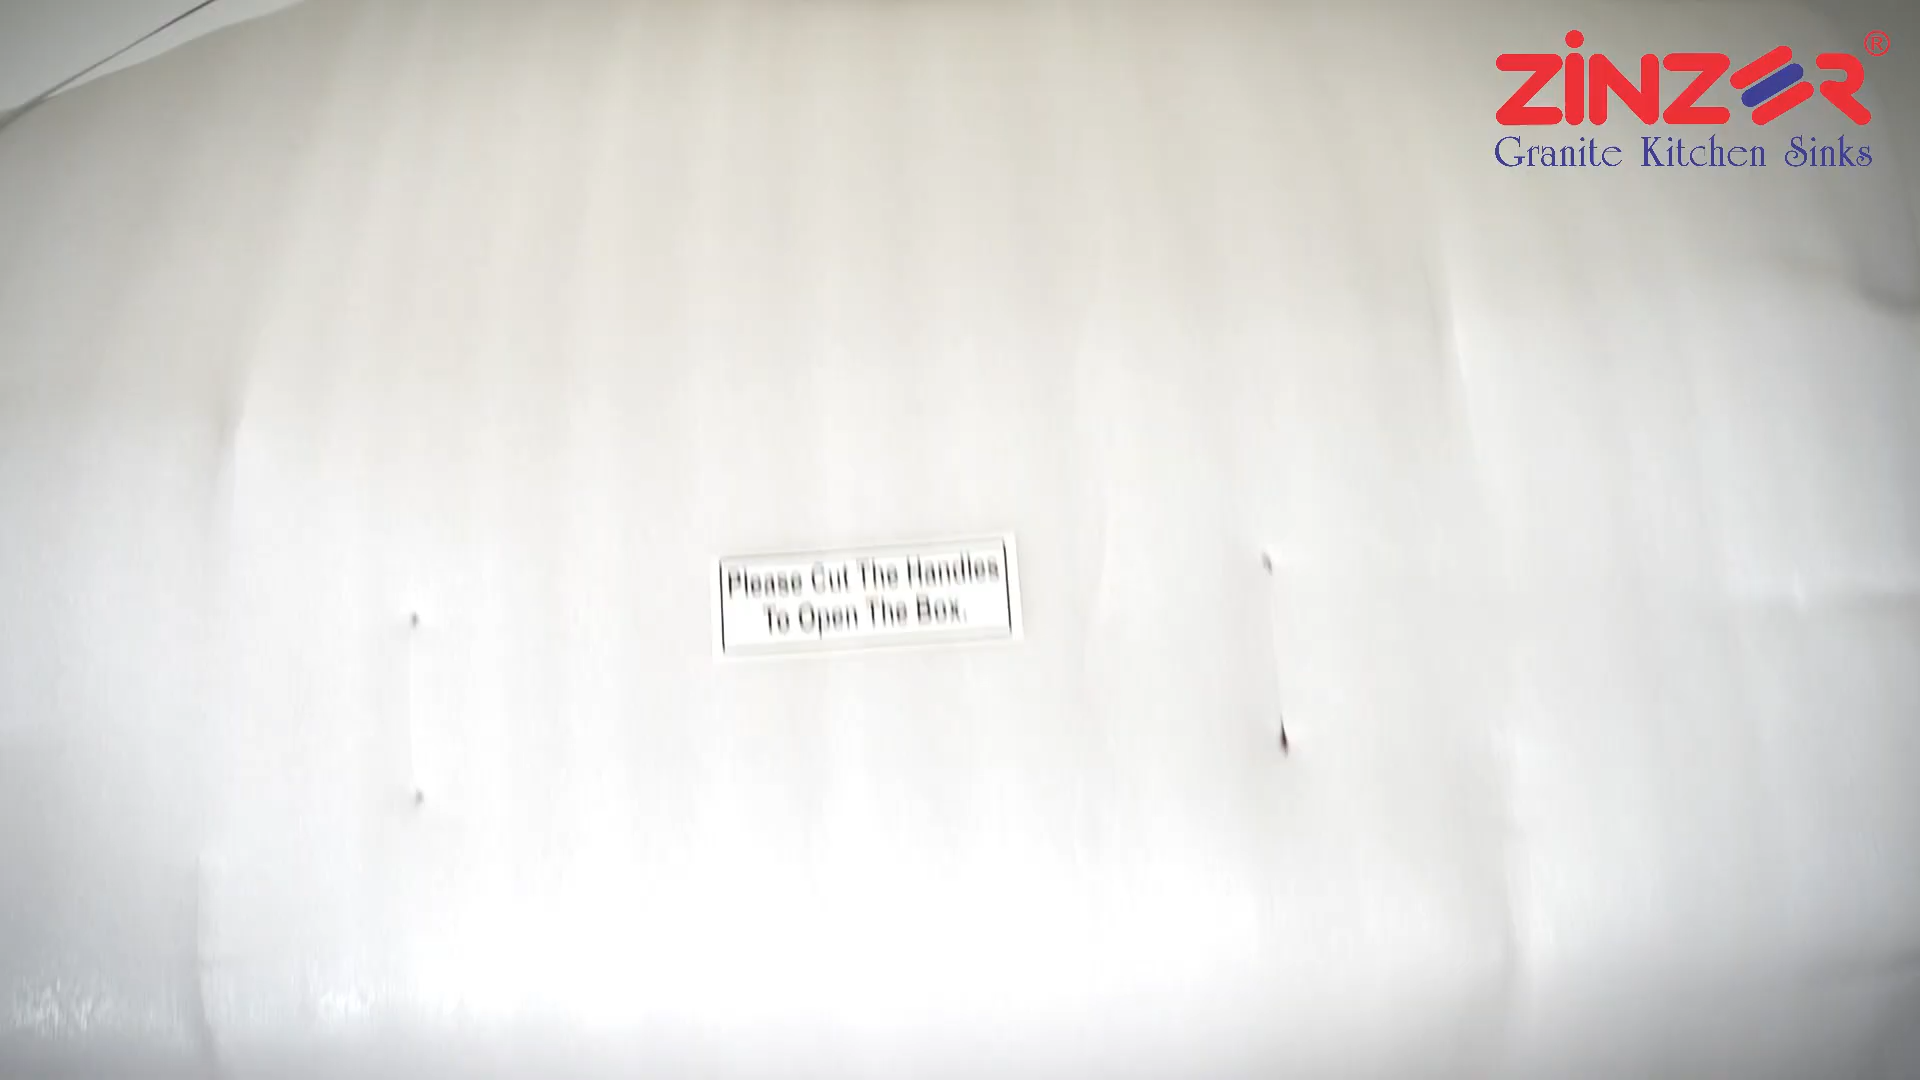 ZiNZER®
Granite Kitchen Sinks
Please Cut The Handles
To Open The Box.